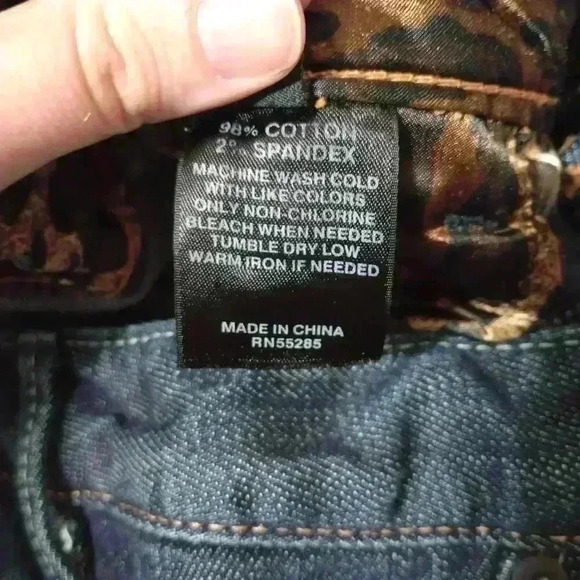 98% COTTON
2% SPANDEX
MACHINE WASH COLD
WITH LIKE COLORS
ONLY NON-CHLORINE
BLEACH WHEN NEEDED
TUMBLE DRY LOW
WARM IRON IF NEEDED
MADE IN CHINA
RN55285